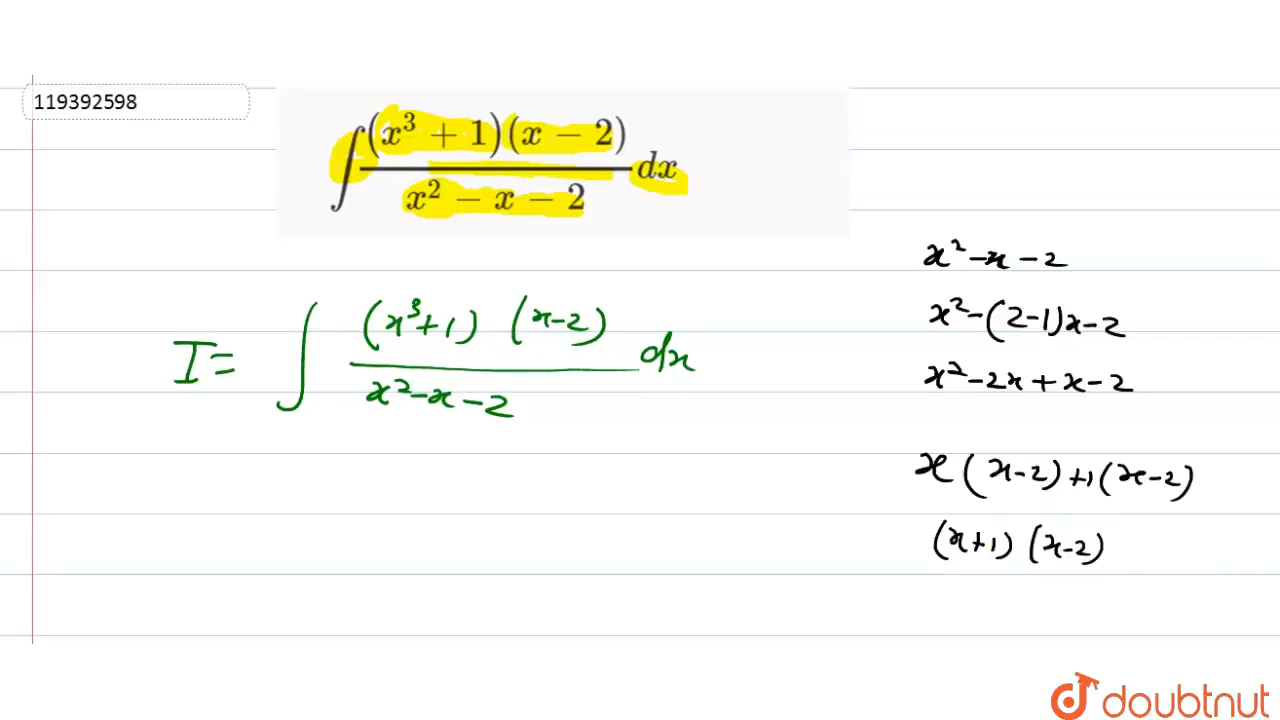 119392598
∫ (x³ + 1)(x − 2) / x² − x − 2 dx
I = ∫ (x³+1) (x-2) / x²-x-2 dx
x²-x-2
x²-(2-1)x-2
x²-2x+x-2
x(x-2)+1(x-2)
(x+1) (x-2)
doubtnut